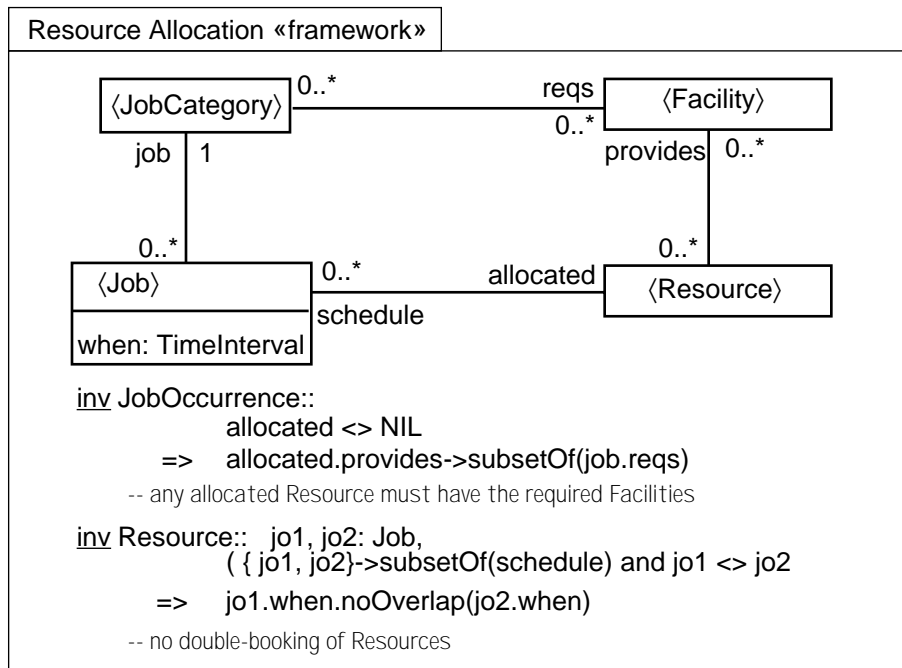 Resource Allocation «framework»
〈JobCategory〉
0..*
reqs
0..*
〈Facility〉
job 1
provides 0..*
0..*
〈Job〉
when: TimeInterval
0..*
schedule
allocated
0..*
〈Resource〉
inv JobOccurrence::
allocated <> NIL
=> allocated.provides->subsetOf(job.reqs)
-- any allocated Resource must have the required Facilities
inv Resource:: jo1, jo2: Job,
( { jo1, jo2}->subsetOf(schedule) and jo1 <> jo2
=> jo1.when.noOverlap(jo2.when)
-- no double-booking of Resources